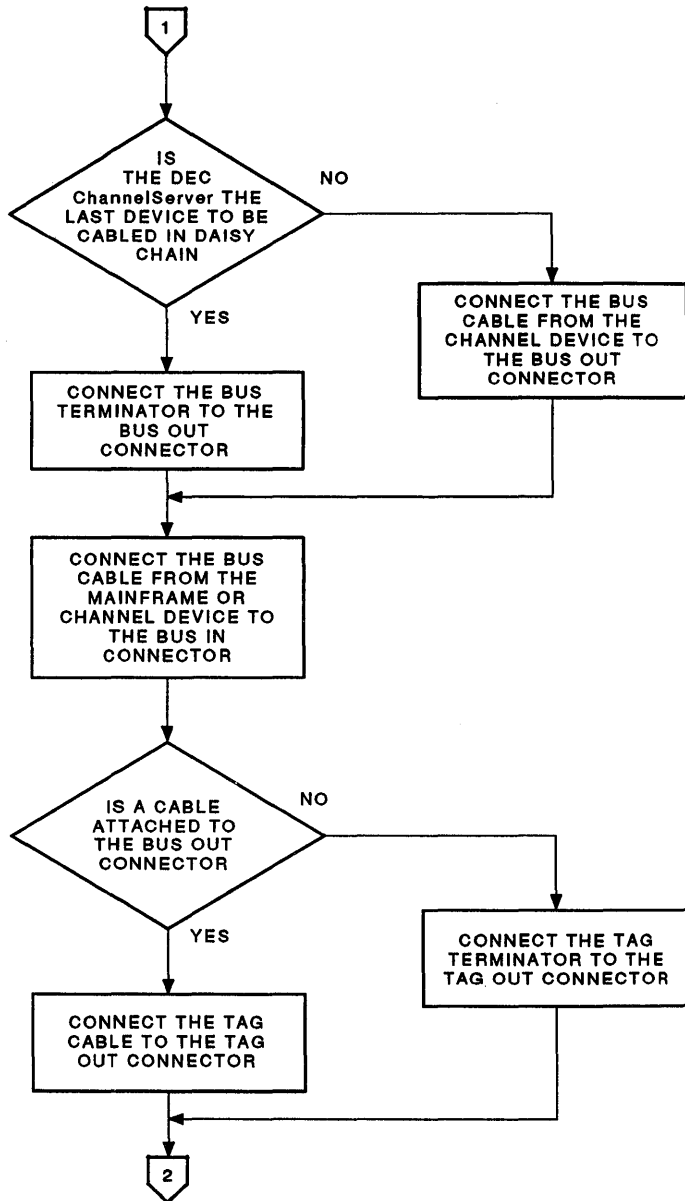 1
IS
THE DEC
ChannelServer THE
LAST DEVICE TO BE
CABLED IN DAISY
CHAIN
NO
YES
CONNECT THE BUS
CABLE FROM THE
CHANNEL DEVICE TO
THE BUS OUT
CONNECTOR
CONNECT THE BUS
TERMINATOR TO THE
BUS OUT
CONNECTOR
CONNECT THE BUS
CABLE FROM THE
MAINFRAME OR
CHANNEL DEVICE TO
THE BUS IN
CONNECTOR
IS A CABLE
ATTACHED TO
THE BUS OUT
CONNECTOR
NO
YES
CONNECT THE TAG
TERMINATOR TO THE
TAG OUT CONNECTOR
CONNECT THE TAG
CABLE TO THE TAG
OUT CONNECTOR
2